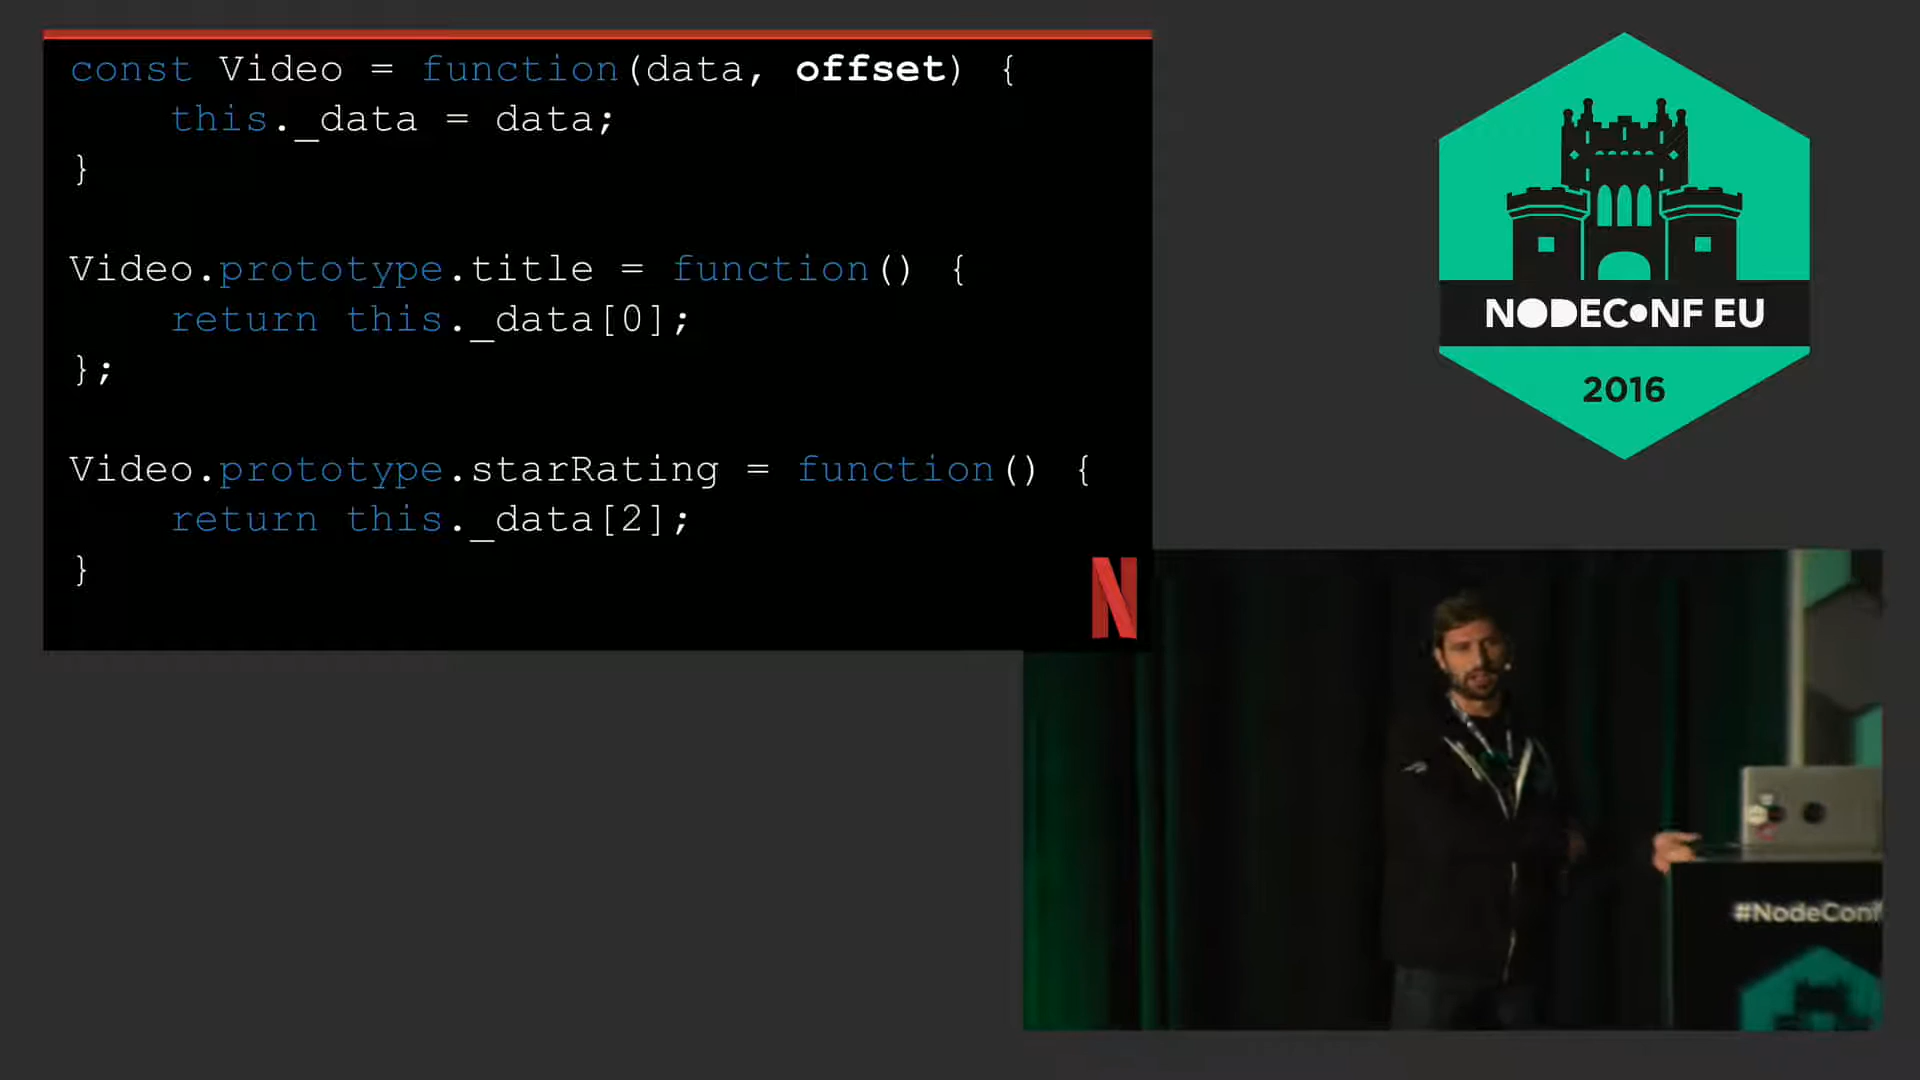 const Video = function(data, offset) {
    this._data = data;
}
Video.prototype.title = function() {
    return this._data[0];
};
Video.prototype.starRating = function() {
    return this._data[2];
}
N
NODECONF EU
2016
#NodeConf